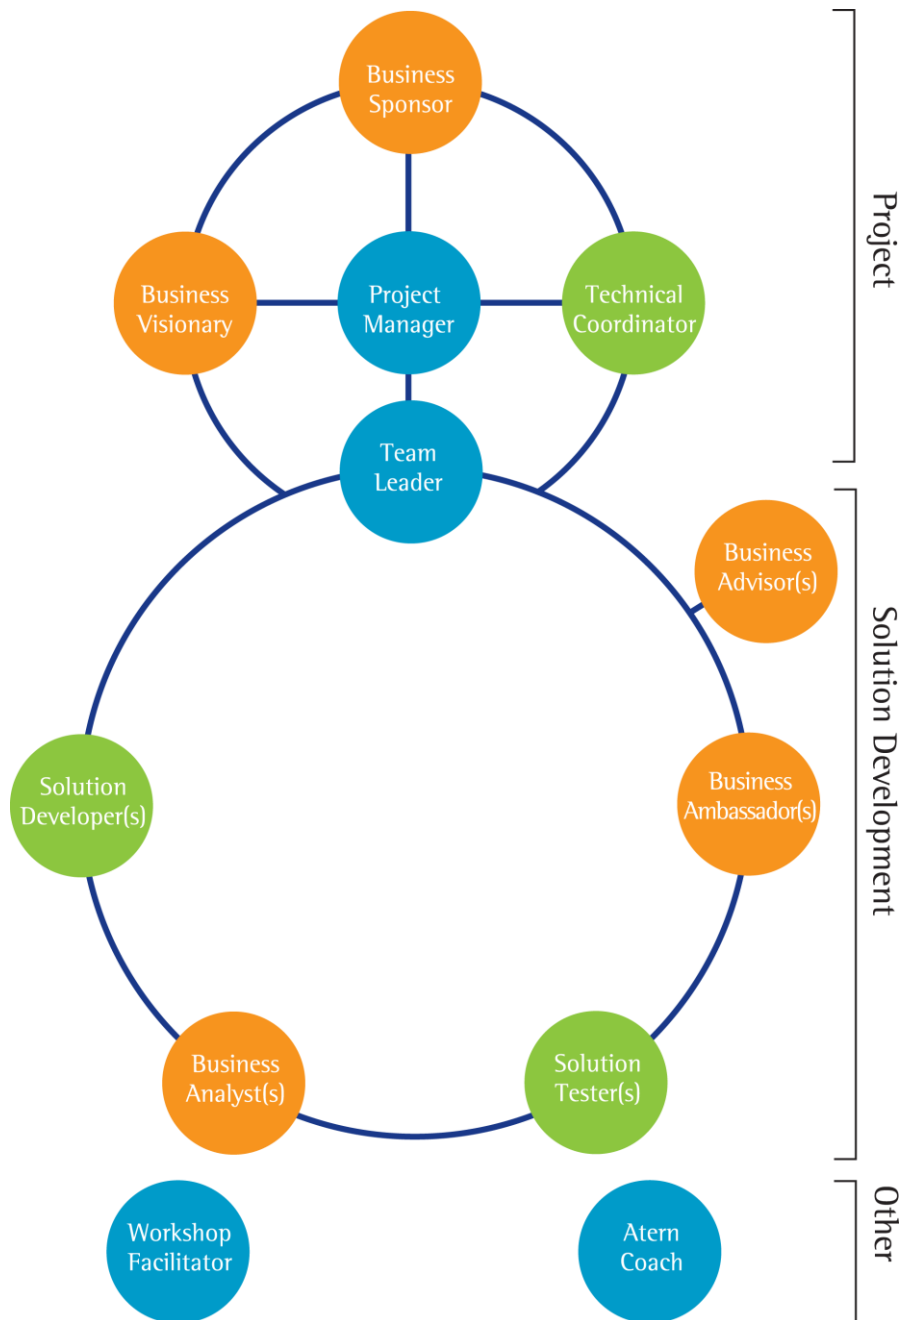 Business
Sponsor
Business
Visionary
Project
Manager
Technical
Coordinator
Project
Team
Leader
Business
Advisor(s)
Solution Development
Solution
Developer(s)
Business
Ambassador(s)
Business
Analyst(s)
Solution
Tester(s)
Workshop
Facilitator
Atern
Coach
Other